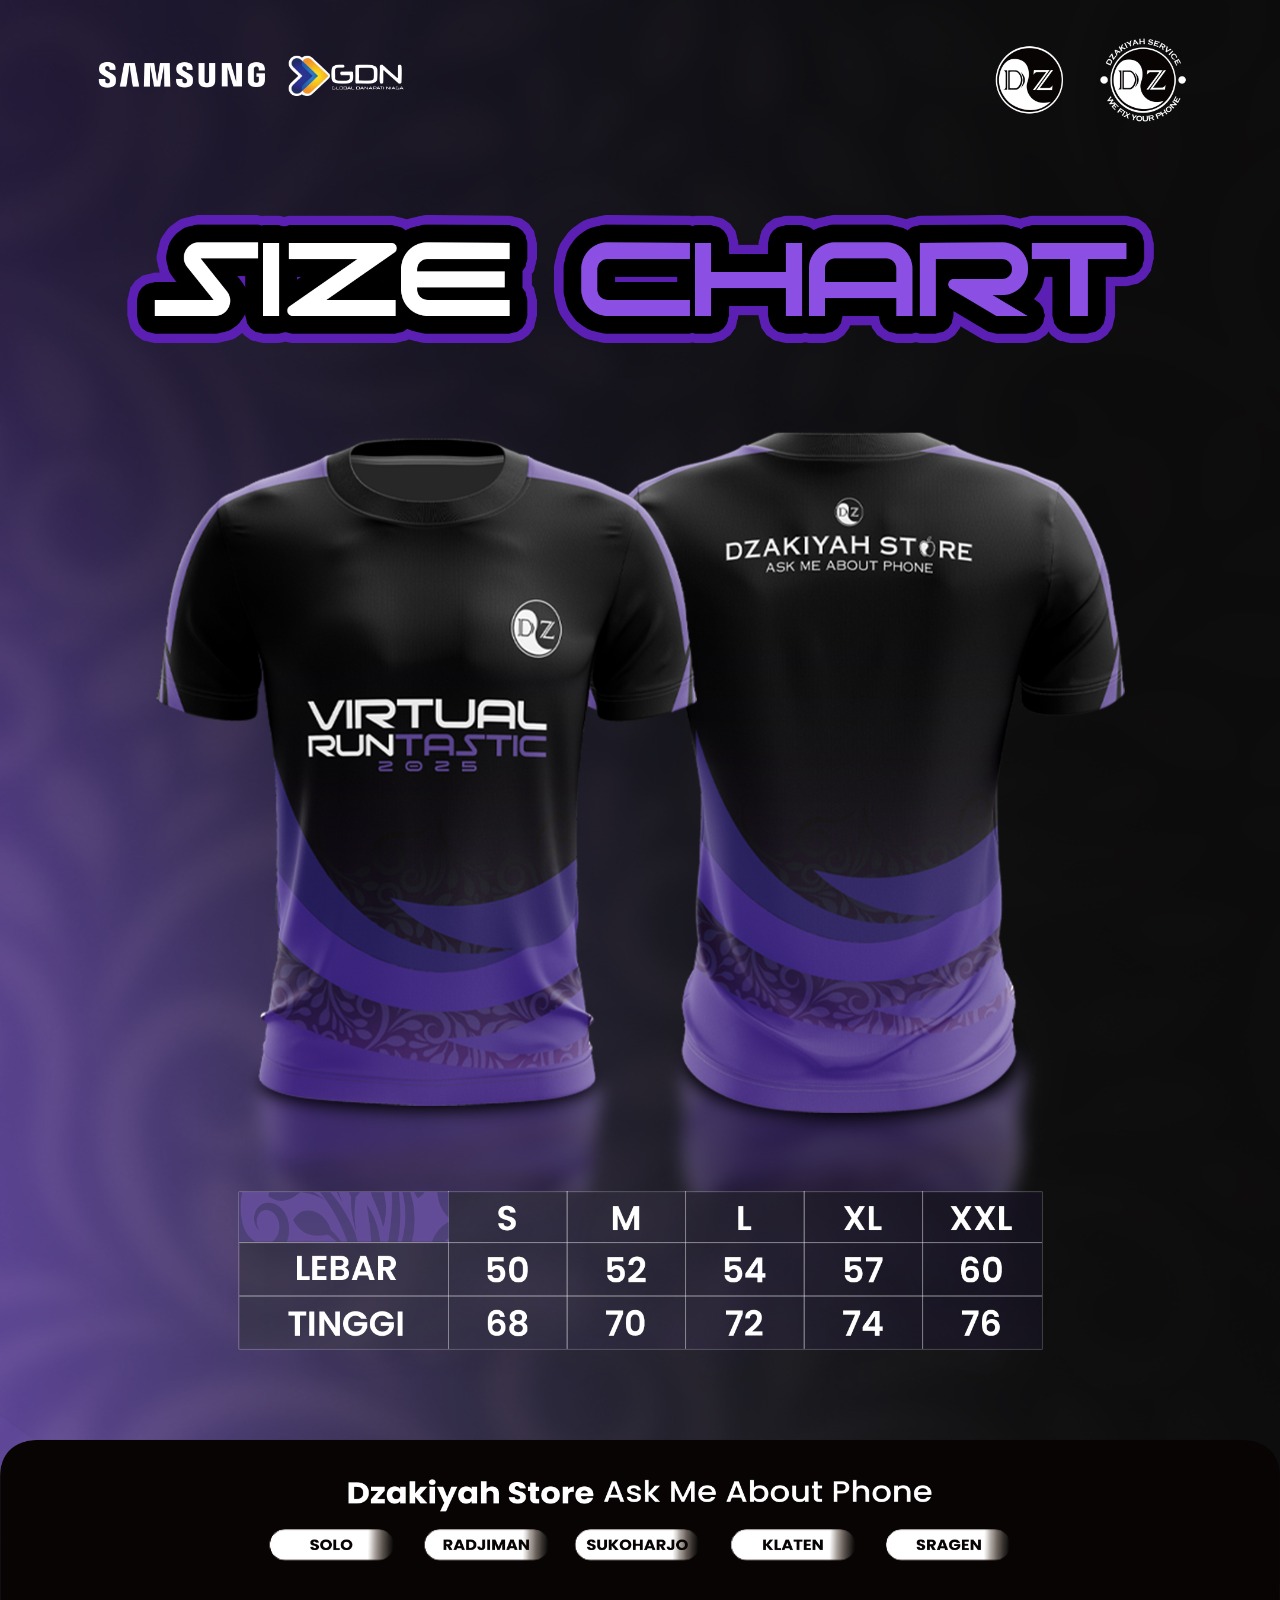 SAMSUNG GDN
GLOBAL DANAPATI NIAGA
DZ
DZAKIYAH SERVICE
DZ
WE FIX YOUR PHONE
SIZE CHART
DZ
VIRTUAL
RUNTASTIC
2025
DZ
DZAKIYAH STORE
ASK ME ABOUT PHONE
S M L XL XXL
LEBAR 50 52 54 57 60
TINGGI 68 70 72 74 76
Dzakiyah Store Ask Me About Phone
SOLO RADJIMAN SUKOHARJO KLATEN SRAGEN